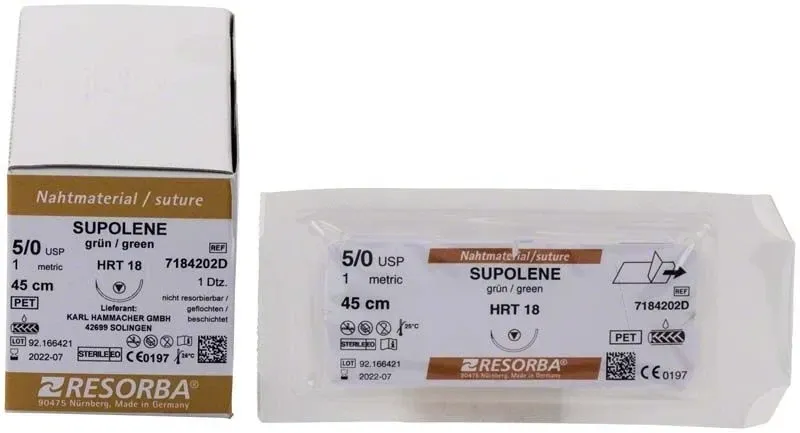 Nahtmaterial / suture
SUPOLENE
grün / green
5/0 USP
REF
1 metric
HRT 18
7184202D
45 cm
1 Dtz.
PET
nicht resorbierbar /
geflochten /
beschichtet
Lieferant:
KARL HAMMACHER GMBH
42699 SOLINGEN
LOT 92.166421
2022-07
STERILE EO
CE 0197
RESORBA®
90475 Nürnberg, Made in Germany
Nahtmaterial/suture
5/0 USP
SUPOLENE
1 metric
grün / green
REF
45 cm
HRT 18
7184202D
25°C
PET
LOT 92.166421
2022-07
STERILE EO
RESORBA®
90475 Nürnberg, Made in Germany
CE 0197